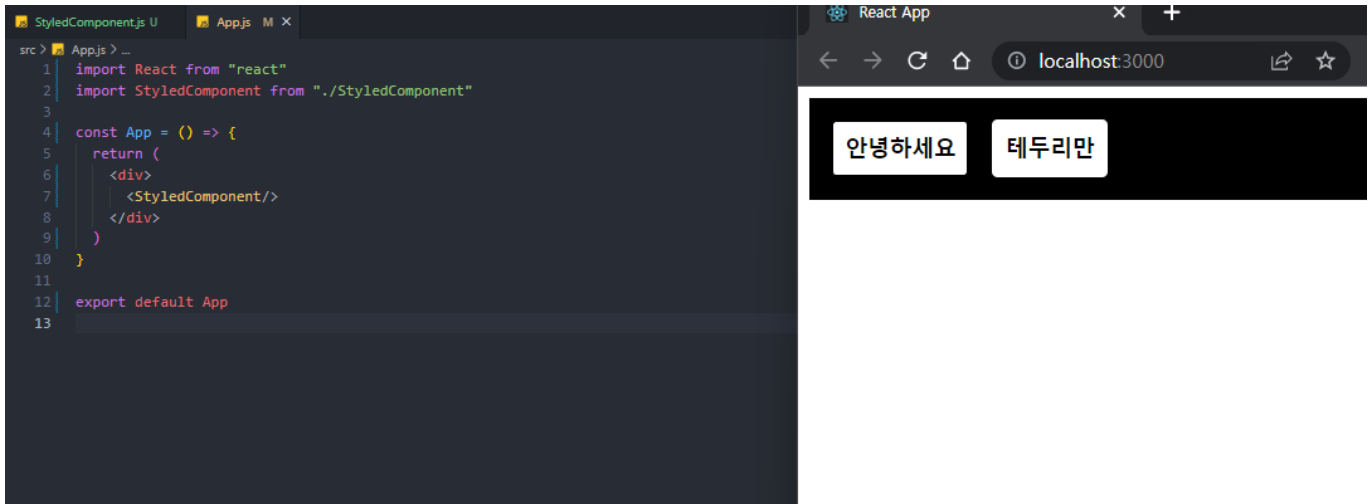 StyledComponent.js U
App.js M
src > App.js > ...
1 import React from "react"
2 import StyledComponent from "./StyledComponent"
3
4 const App = () => {
5 return (
6 <div>
7 <StyledComponent/>
8 </div>
9 )
10 }
11
12 export default App
13
React App
localhost:3000
안녕하세요
테두리만